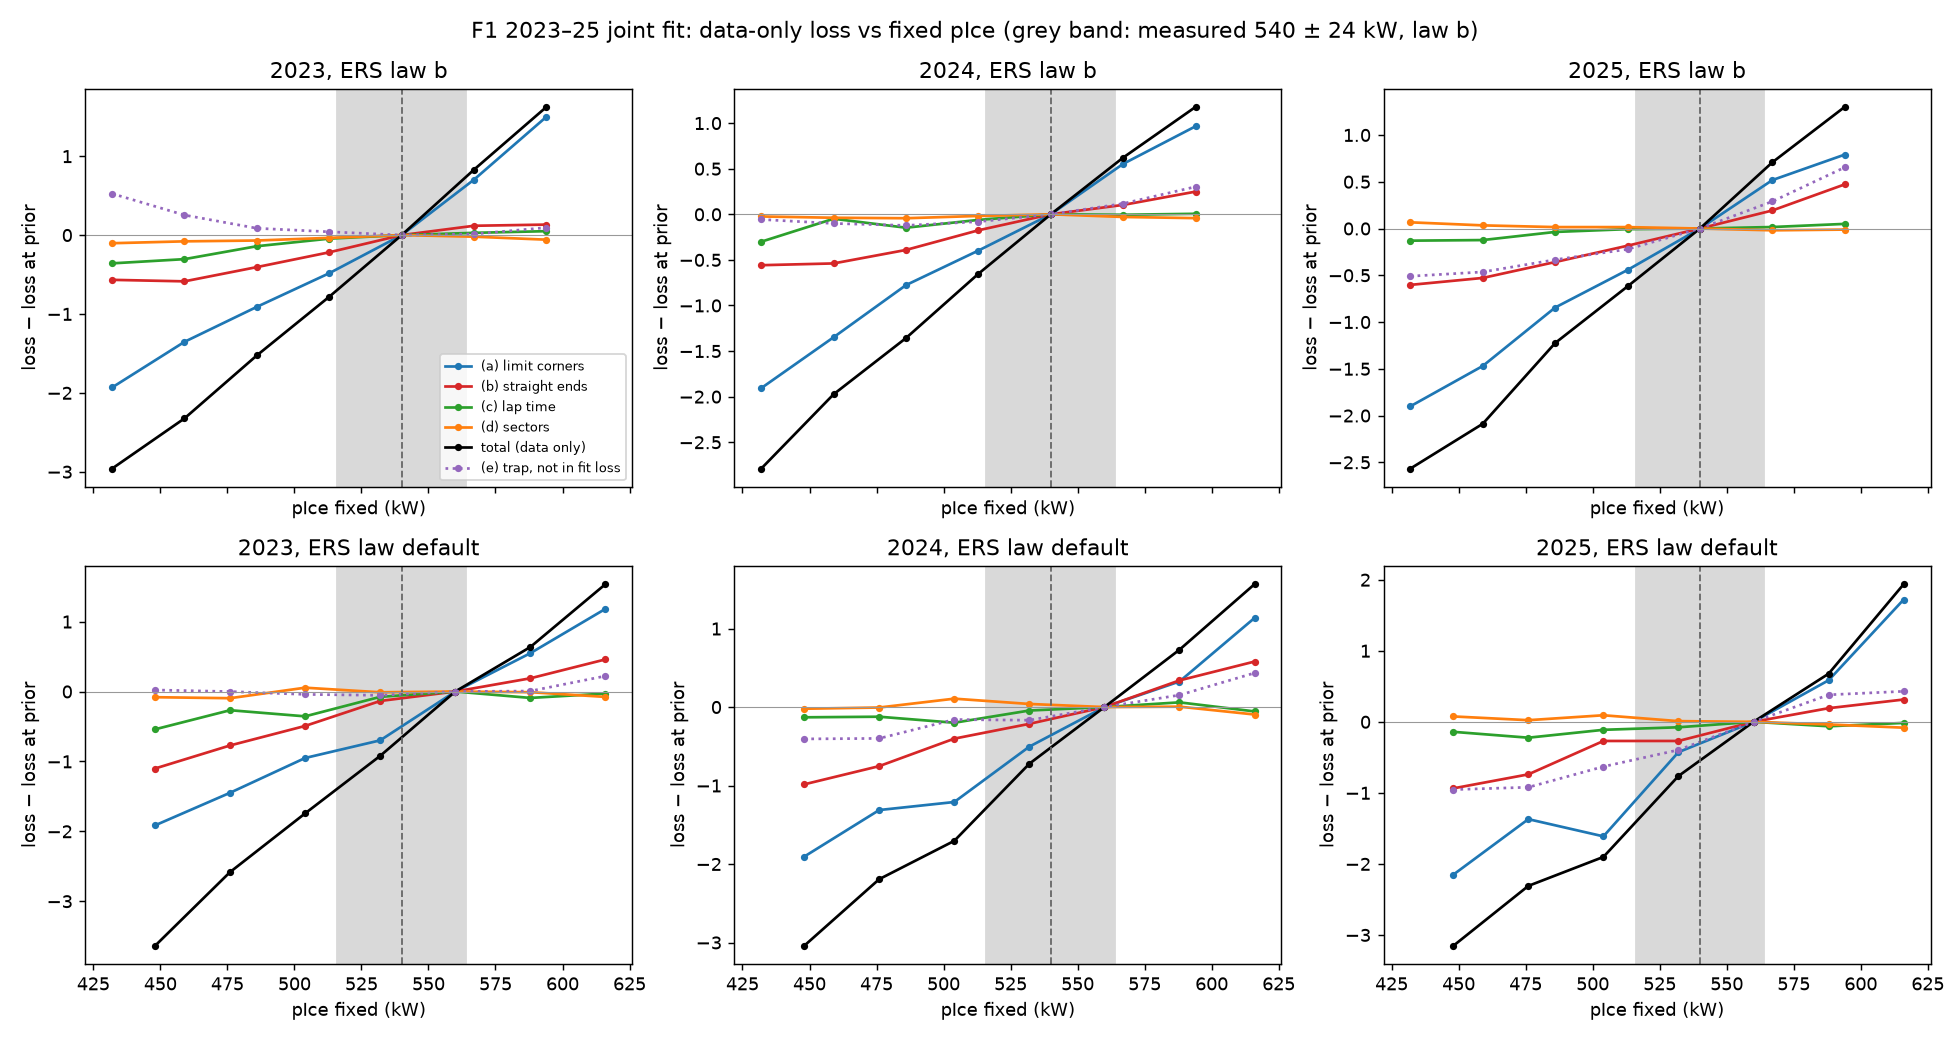 F1 2023–25 joint fit: data-only loss vs fixed pIce (grey band: measured 540 ± 24 kW, law b)
2023, ERS law b
loss − loss at prior
1
0
−1
−2
−3
(a) limit corners
(b) straight ends
(c) lap time
(d) sectors
total (data only)
(e) trap, not in fit loss
pIce fixed (kW)
2024, ERS law b
loss − loss at prior
1.0
0.5
0.0
−0.5
−1.0
−1.5
−2.0
−2.5
pIce fixed (kW)
2025, ERS law b
loss − loss at prior
1.0
0.5
0.0
−0.5
−1.0
−1.5
−2.0
−2.5
pIce fixed (kW)
2023, ERS law default
loss − loss at prior
1
0
−1
−2
−3
425 450 475 500 525 550 575 600 625
pIce fixed (kW)
2024, ERS law default
loss − loss at prior
1
0
−1
−2
−3
425 450 475 500 525 550 575 600 625
pIce fixed (kW)
2025, ERS law default
loss − loss at prior
2
1
0
−1
−2
−3
425 450 475 500 525 550 575 600 625
pIce fixed (kW)